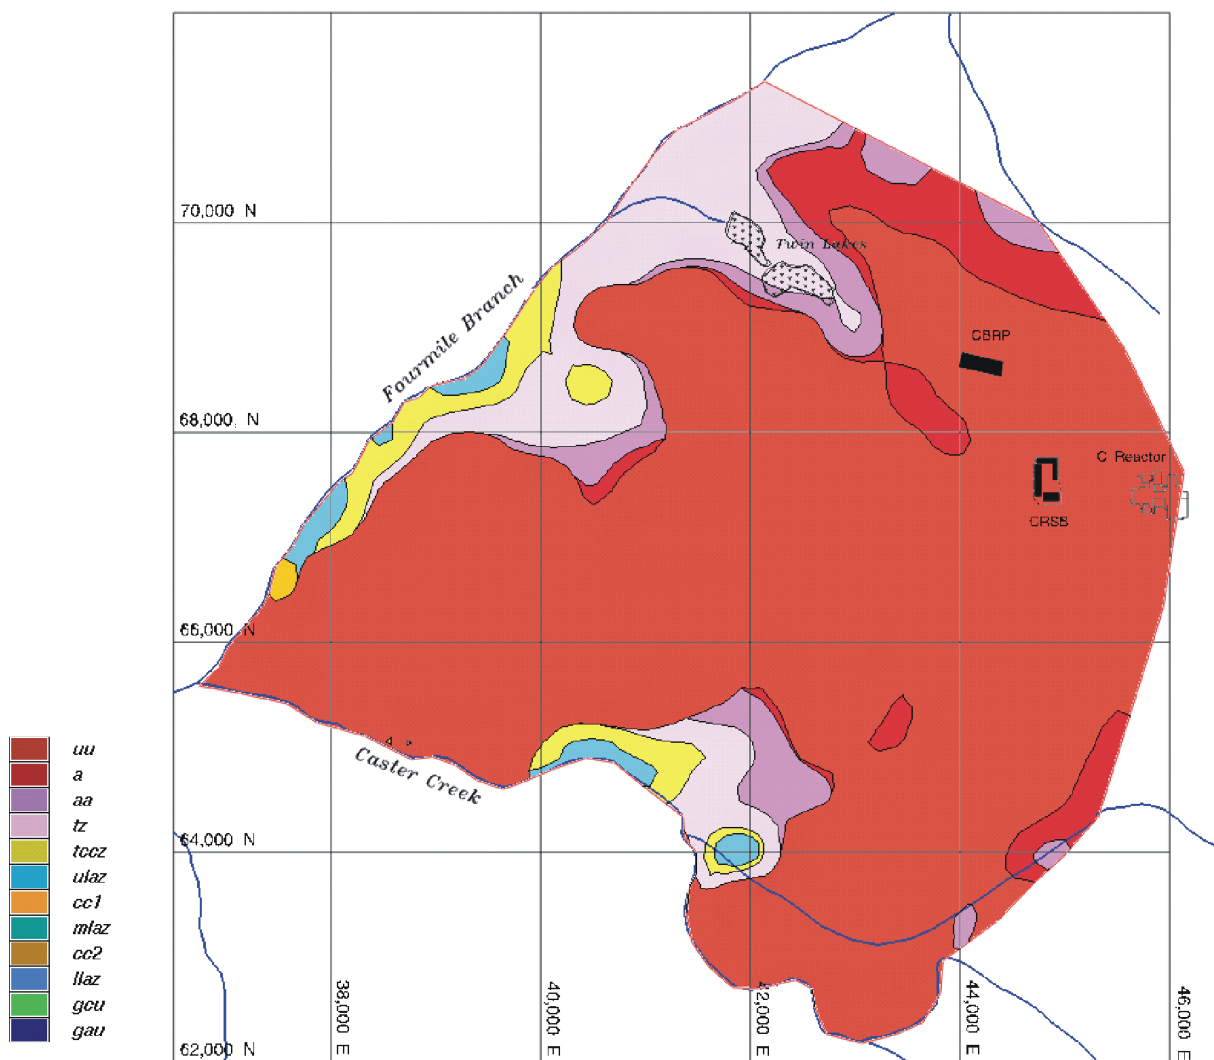 70,000 N
Twin Lakes
Fourmile Branch
CBRP
68,000, N
C Reactor
CRSB
65,000 N
Caster Creek
64,000 N
uu
a
aa
tz
tccz
ulaz
cc1
mlaz
cc2
llaz
gcu
gau
62,000 N
38,000 E
40,000 E
42,000 E
44,000 E
46,000 E